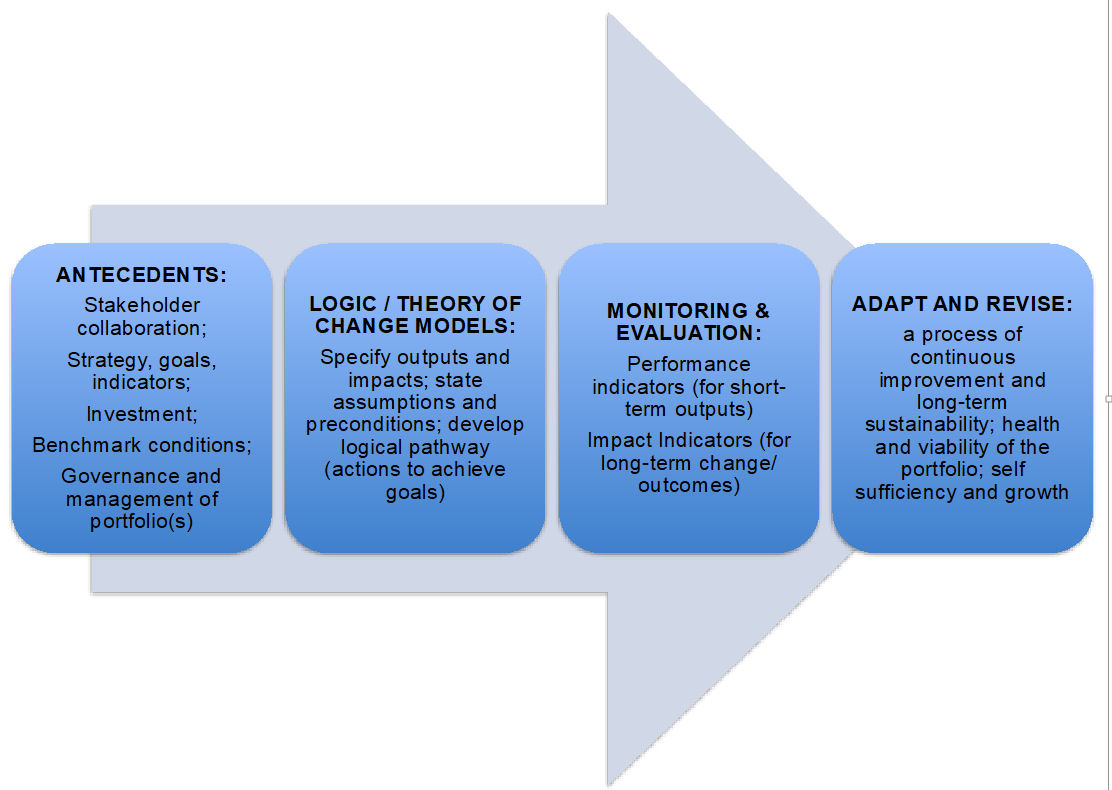 ANTECEDENTS:
Stakeholder
collaboration;
Strategy, goals,
indicators;
Investment;
Benchmark conditions;
Governance and
management of
portfolio(s)
LOGIC / THEORY OF
CHANGE MODELS:
Specify outputs and
impacts; state
assumptions and
preconditions; develop
logical pathway
(actions to achieve
goals)
MONITORING &
EVALUATION:
Performance
indicators (for short-
term outputs)
Impact Indicators (for
long-term change/
outcomes)
ADAPT AND REVISE:
a process of
continuous
improvement and
long-term
sustainability; health
and viability of the
portfolio; self
sufficiency and growth